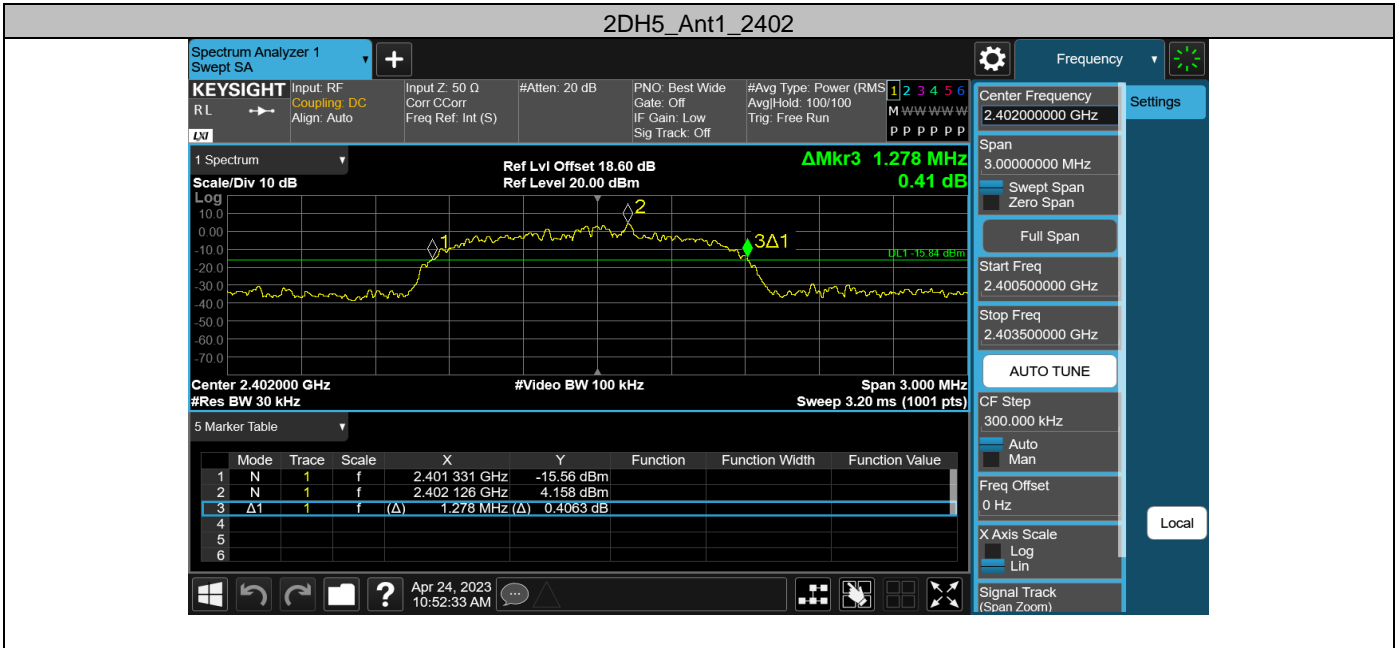 2DH5_Ant1_2402
Spectrum Analyzer 1
Swept SA
+
Frequency
KEYSIGHT
Input: RF
Input Z: 50 Ω
#Atten: 20 dB
PNO: Best Wide
#Avg Type: Power (RMS
1 2 3 4 5 6
R L
Coupling: DC
Corr CCorr
Gate: Off
Avg|Hold: 100/100
M W W W W W
Align: Auto
Freq Ref: Int (S)
IF Gain: Low
Trig: Free Run
LXI
Sig Track: Off
P P P P P P
1 Spectrum
Ref Lvl Offset 18.60 dB
ΔMkr3 1.278 MHz
Scale/Div 10 dB
Ref Level 20.00 dBm
0.41 dB
Log
10.0
0.00
-10.0
-20.0
-30.0
-40.0
-50.0
-60.0
-70.0
1
2
3Δ1
DL1 -15.84 dBm
Center 2.402000 GHz
#Video BW 100 kHz
Span 3.000 MHz
#Res BW 30 kHz
Sweep 3.20 ms (1001 pts)
5 Marker Table
Mode Trace Scale X Y Function Function Width Function Value
1 N 1 f 2.401 331 GHz -15.56 dBm
2 N 1 f 2.402 126 GHz 4.158 dBm
3 Δ1 1 f (Δ) 1.278 MHz (Δ) 0.4063 dB
4
5
6
?
Apr 24, 2023
10:52:33 AM
Center Frequency
2.402000000 GHz
Settings
Span
3.00000000 MHz
Swept Span
Zero Span
Full Span
Start Freq
2.400500000 GHz
Stop Freq
2.403500000 GHz
AUTO TUNE
CF Step
300.000 kHz
Auto
Man
Freq Offset
0 Hz
Local
X Axis Scale
Log
Lin
Signal Track
(Span Zoom)